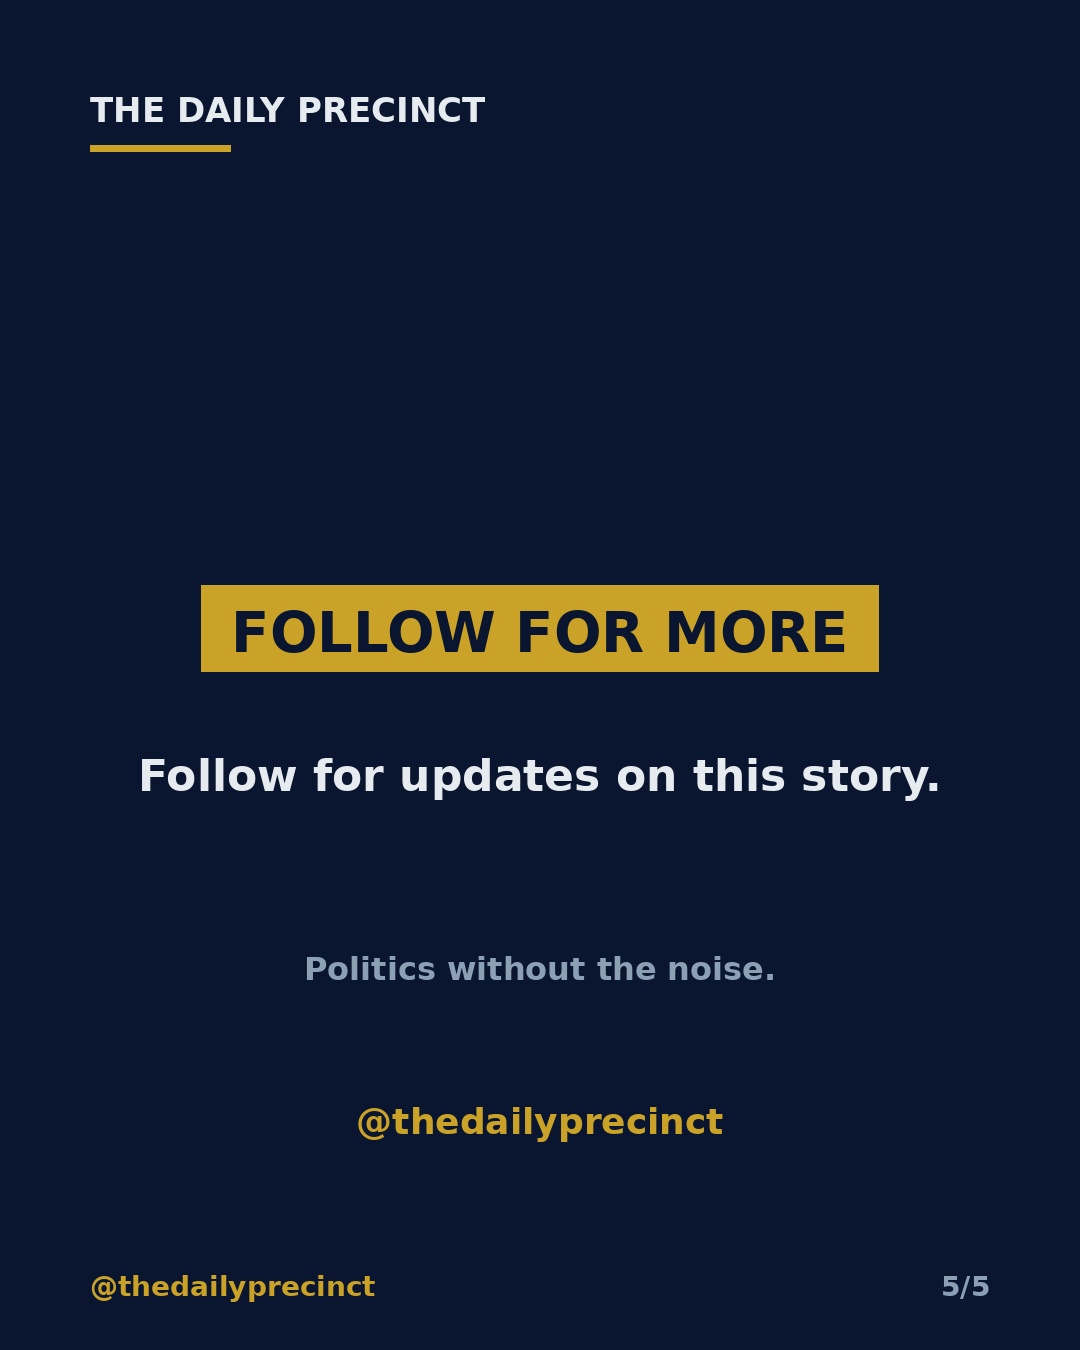 THE DAILY PRECINCT
FOLLOW FOR MORE
Follow for updates on this story.
Politics without the noise.
@thedailyprecinct
@thedailyprecinct
5/5